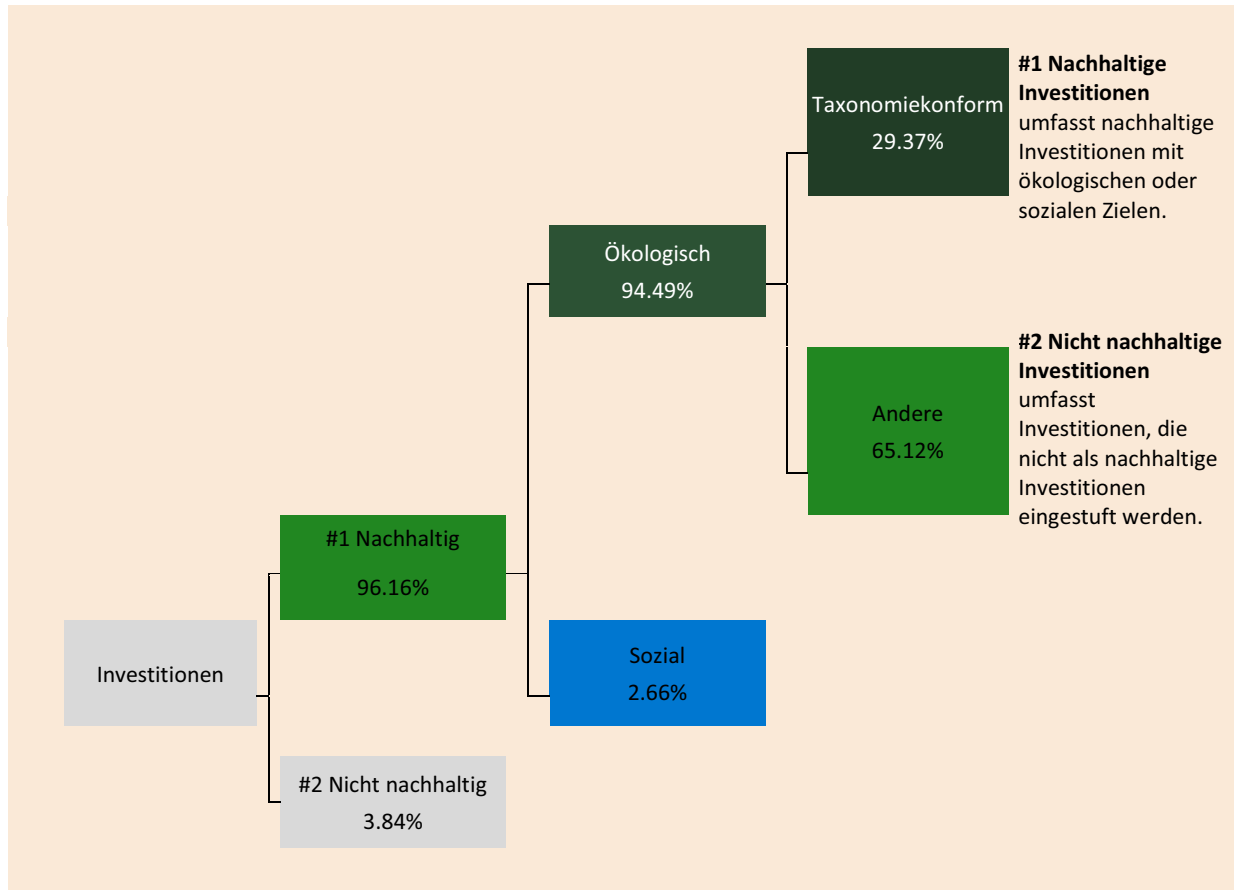 Taxonomiekonform
29.37%
#1 Nachhaltige
Investitionen
umfasst nachhaltige
Investitionen mit
ökologischen oder
sozialen Zielen.
Ökologisch
94.49%
Andere
65.12%
#2 Nicht nachhaltige
Investitionen
umfasst
Investitionen, die
nicht als nachhaltige
Investitionen
eingestuft werden.
#1 Nachhaltig
96.16%
Investitionen
Sozial
2.66%
#2 Nicht nachhaltig
3.84%